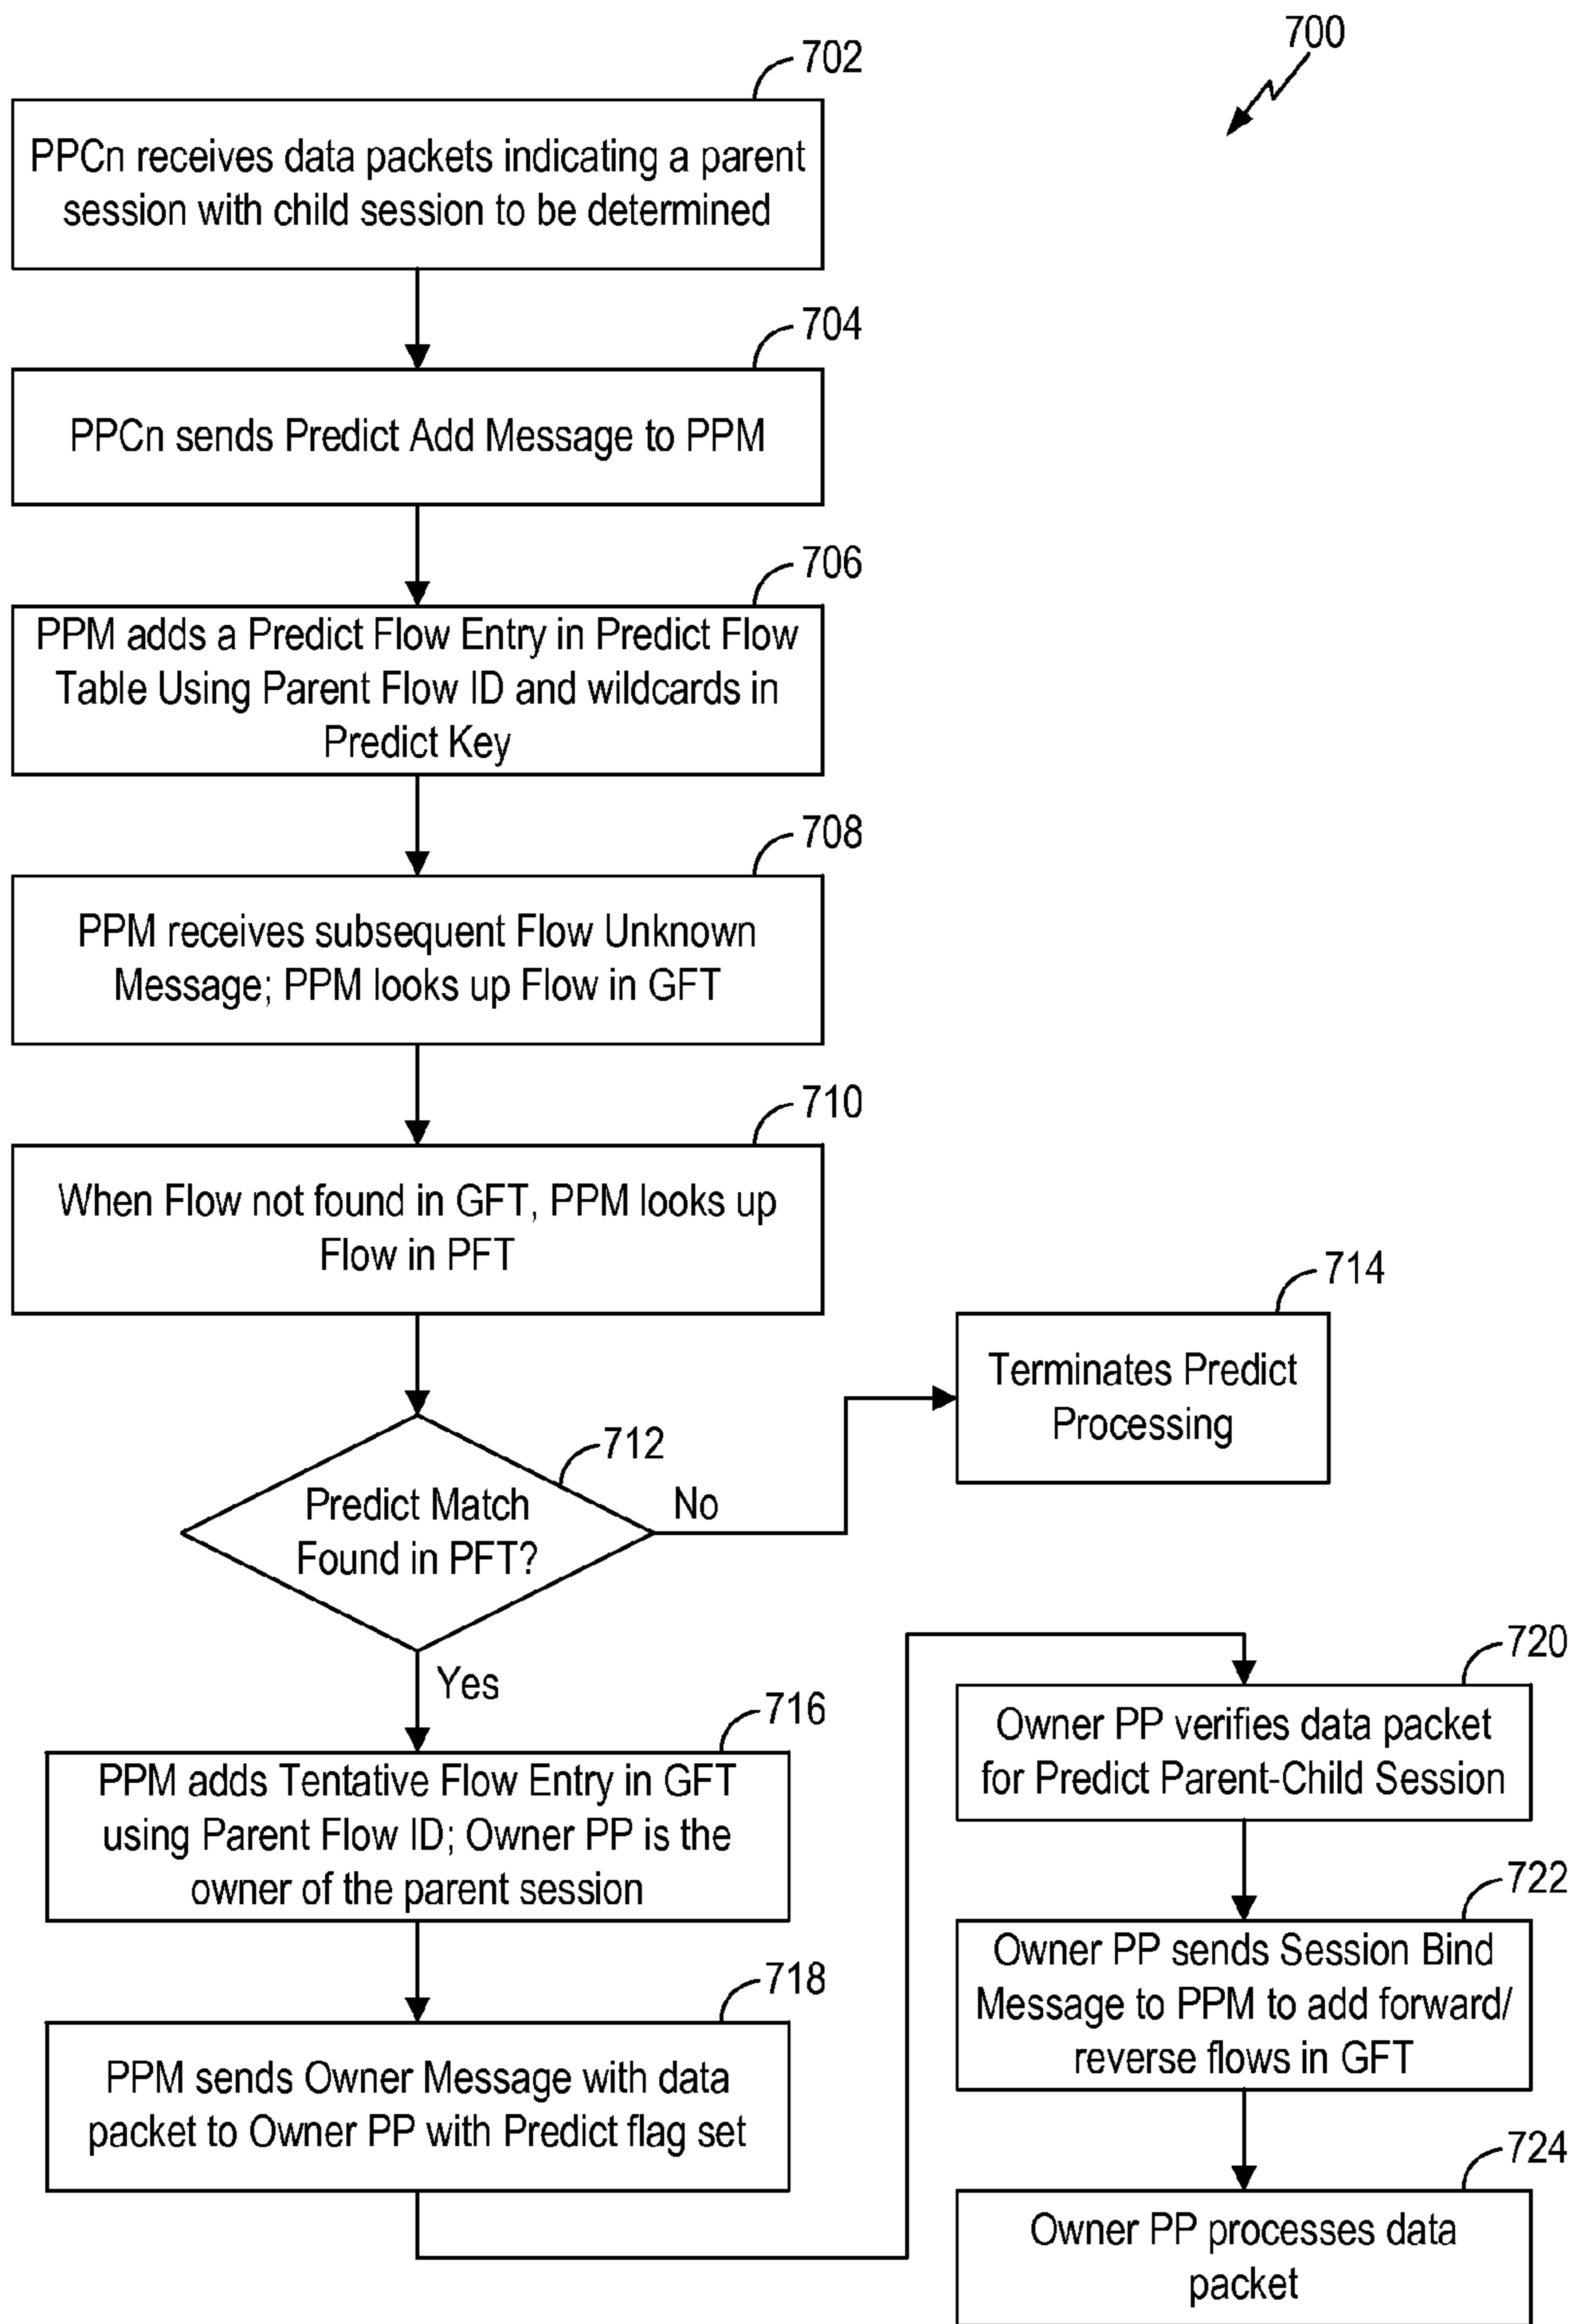 700
702
PPCn receives data packets indicating a parent
session with child session to be determined
704
PPCn sends Predict Add Message to PPM
706
PPM adds a Predict Flow Entry in Predict Flow
Table Using Parent Flow ID and wildcards in
Predict Key
708
PPM receives subsequent Flow Unknown
Message; PPM looks up Flow in GFT
710
When Flow not found in GFT, PPM looks up
Flow in PFT
712
Predict Match
Found in PFT?
No
714
Terminates Predict
Processing
Yes
716
PPM adds Tentative Flow Entry in GFT
using Parent Flow ID; Owner PP is the
owner of the parent session
718
PPM sends Owner Message with data
packet to Owner PP with Predict flag set
720
Owner PP verifies data packet
for Predict Parent-Child Session
722
Owner PP sends Session Bind
Message to PPM to add forward/
reverse flows in GFT
724
Owner PP processes data
packet